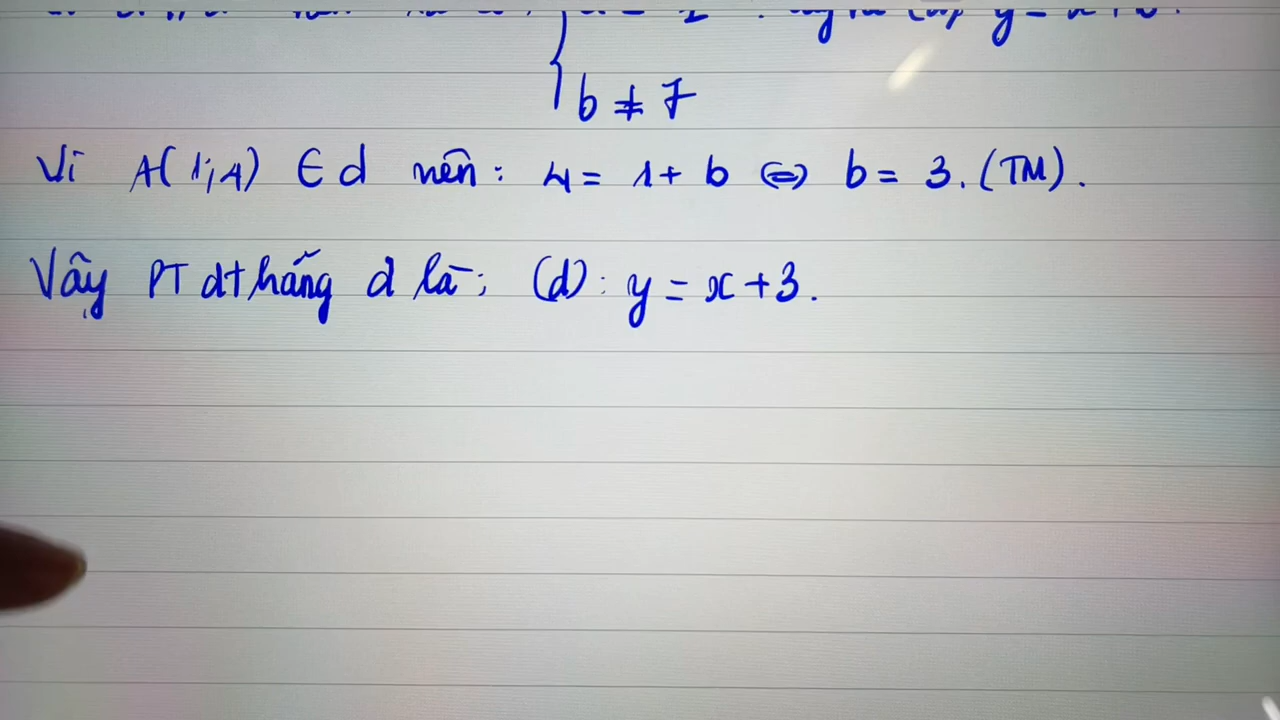 b ≠ 7
Vì A(1;4) ∈ d nên: 4 = 1 + b ⇔ b = 3. (TM).
Vậy PT đthẳng d là: (d): y = x + 3.